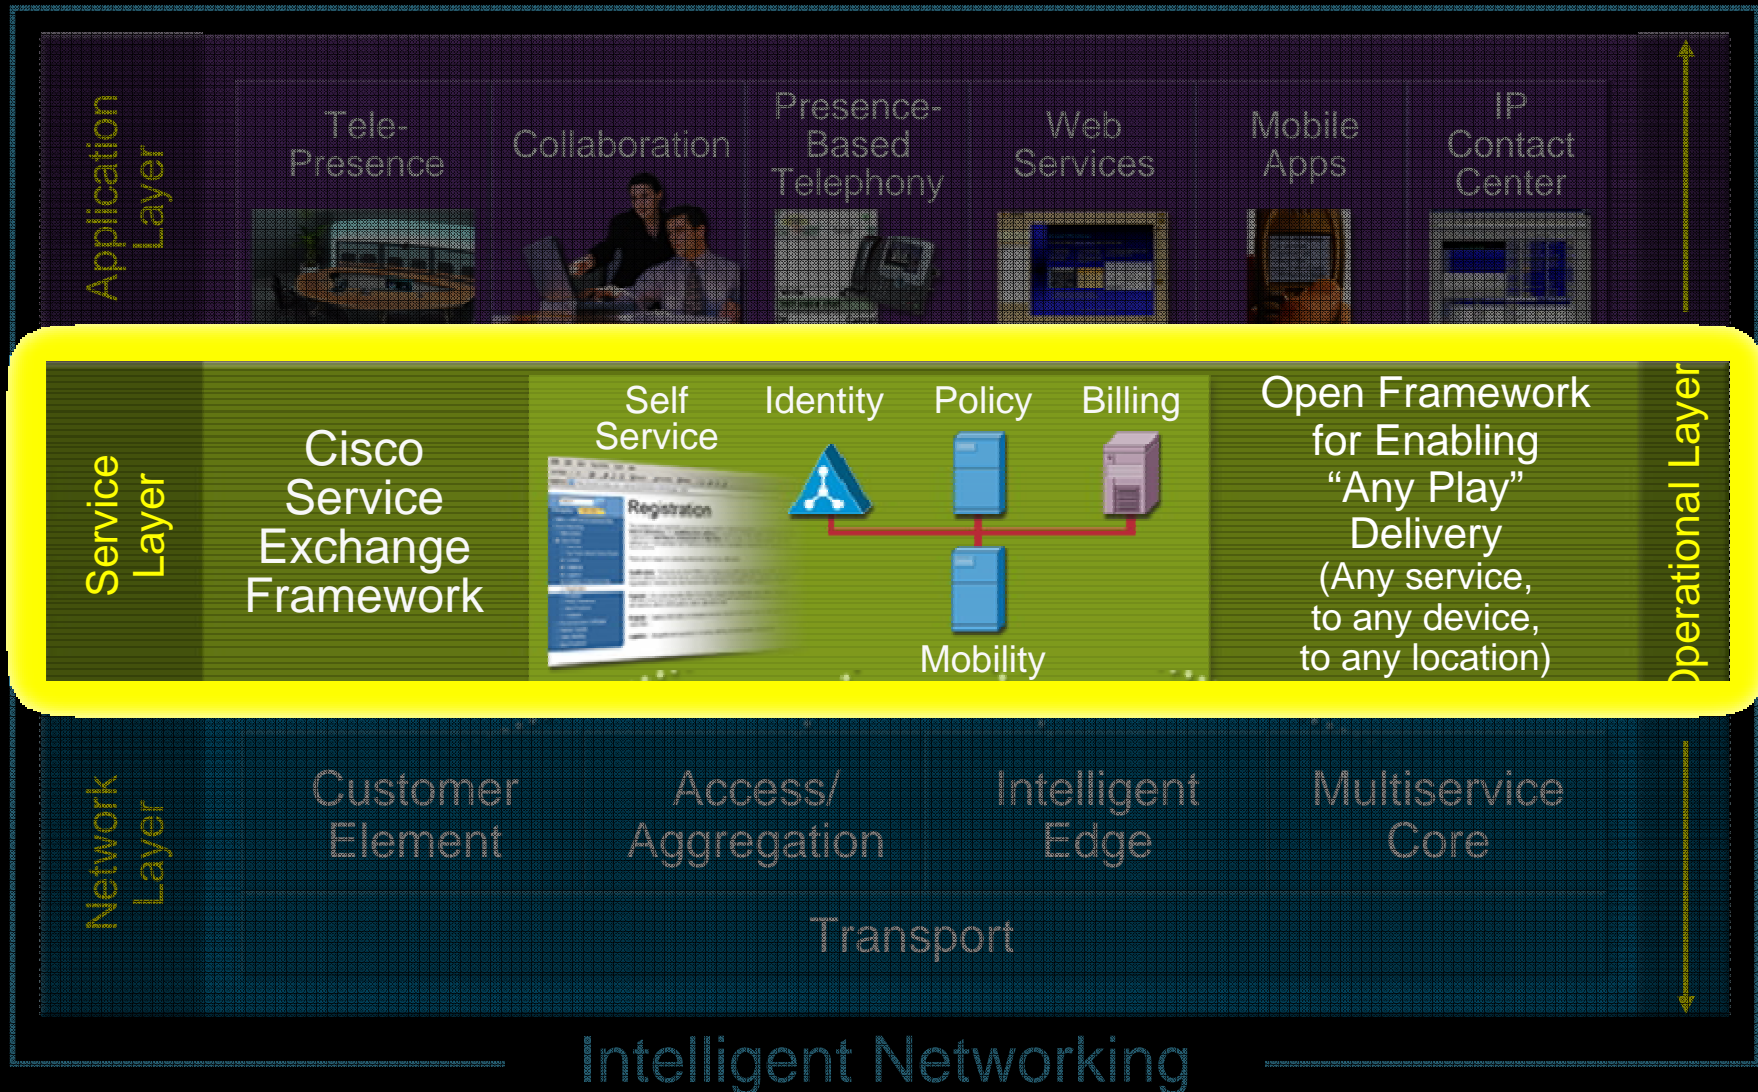 Application
Layer
Tele-
Presence
Collaboration
Presence-
Based
Telephony
Web
Services
Mobile
Apps
IP
Contact
Center
Service
Layer
Cisco
Service
Exchange
Framework
Self
Service
Identity
Policy
Billing
Registration
Mobility
Open Framework
for Enabling
“Any Play”
Delivery
(Any service,
to any device,
to any location)
Operational Layer
Network
Layer
Customer
Element
Access/
Aggregation
Intelligent
Edge
Multiservice
Core
Transport
Intelligent Networking